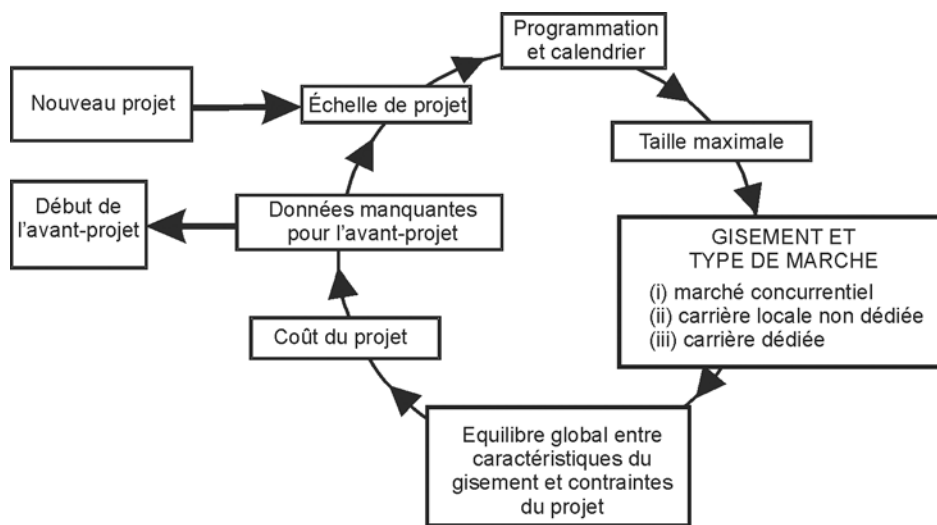 Programmation
et calendrier
Nouveau projet
Échelle de projet
Taille maximale
Début de
l'avant-projet
Données manquantes
pour l'avant-projet
GISEMENT ET
TYPE DE MARCHE
(i) marché concurrentiel
(ii) carrière locale non dédiée
(iii) carrière dédiée
Coût du projet
Equilibre global entre
caractéristiques du
gisement et contraintes
du projet